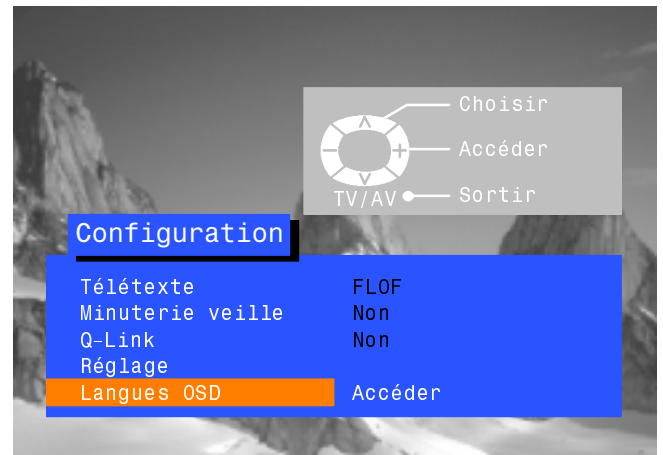 Choisir
Accéder
TV/AV Sortir
Configuration
Télétexte FLOF
Minuterie veille Non
Q-Link Non
Réglage
Langues OSD Accéder